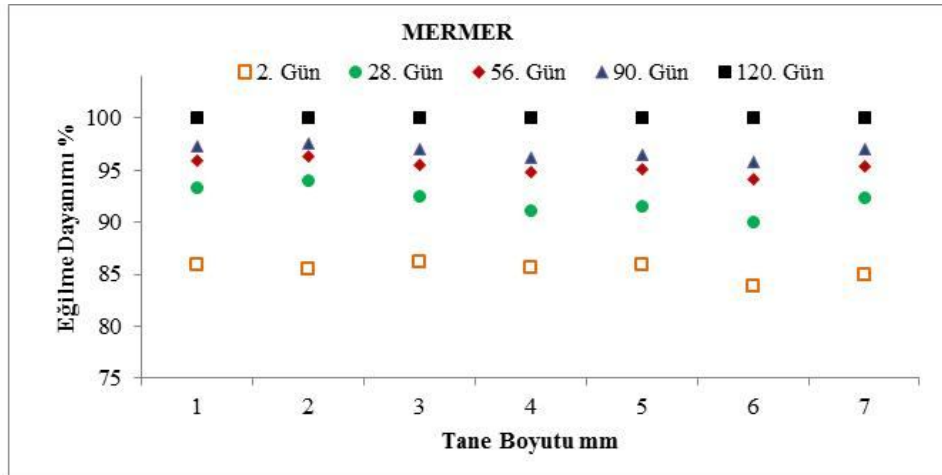 MERMER
2. Gün 28. Gün 56. Gün 90. Gün 120. Gün
Eğilme Dayanımı %
100
95
90
85
80
75
1 2 3 4 5 6 7
Tane Boyutu mm